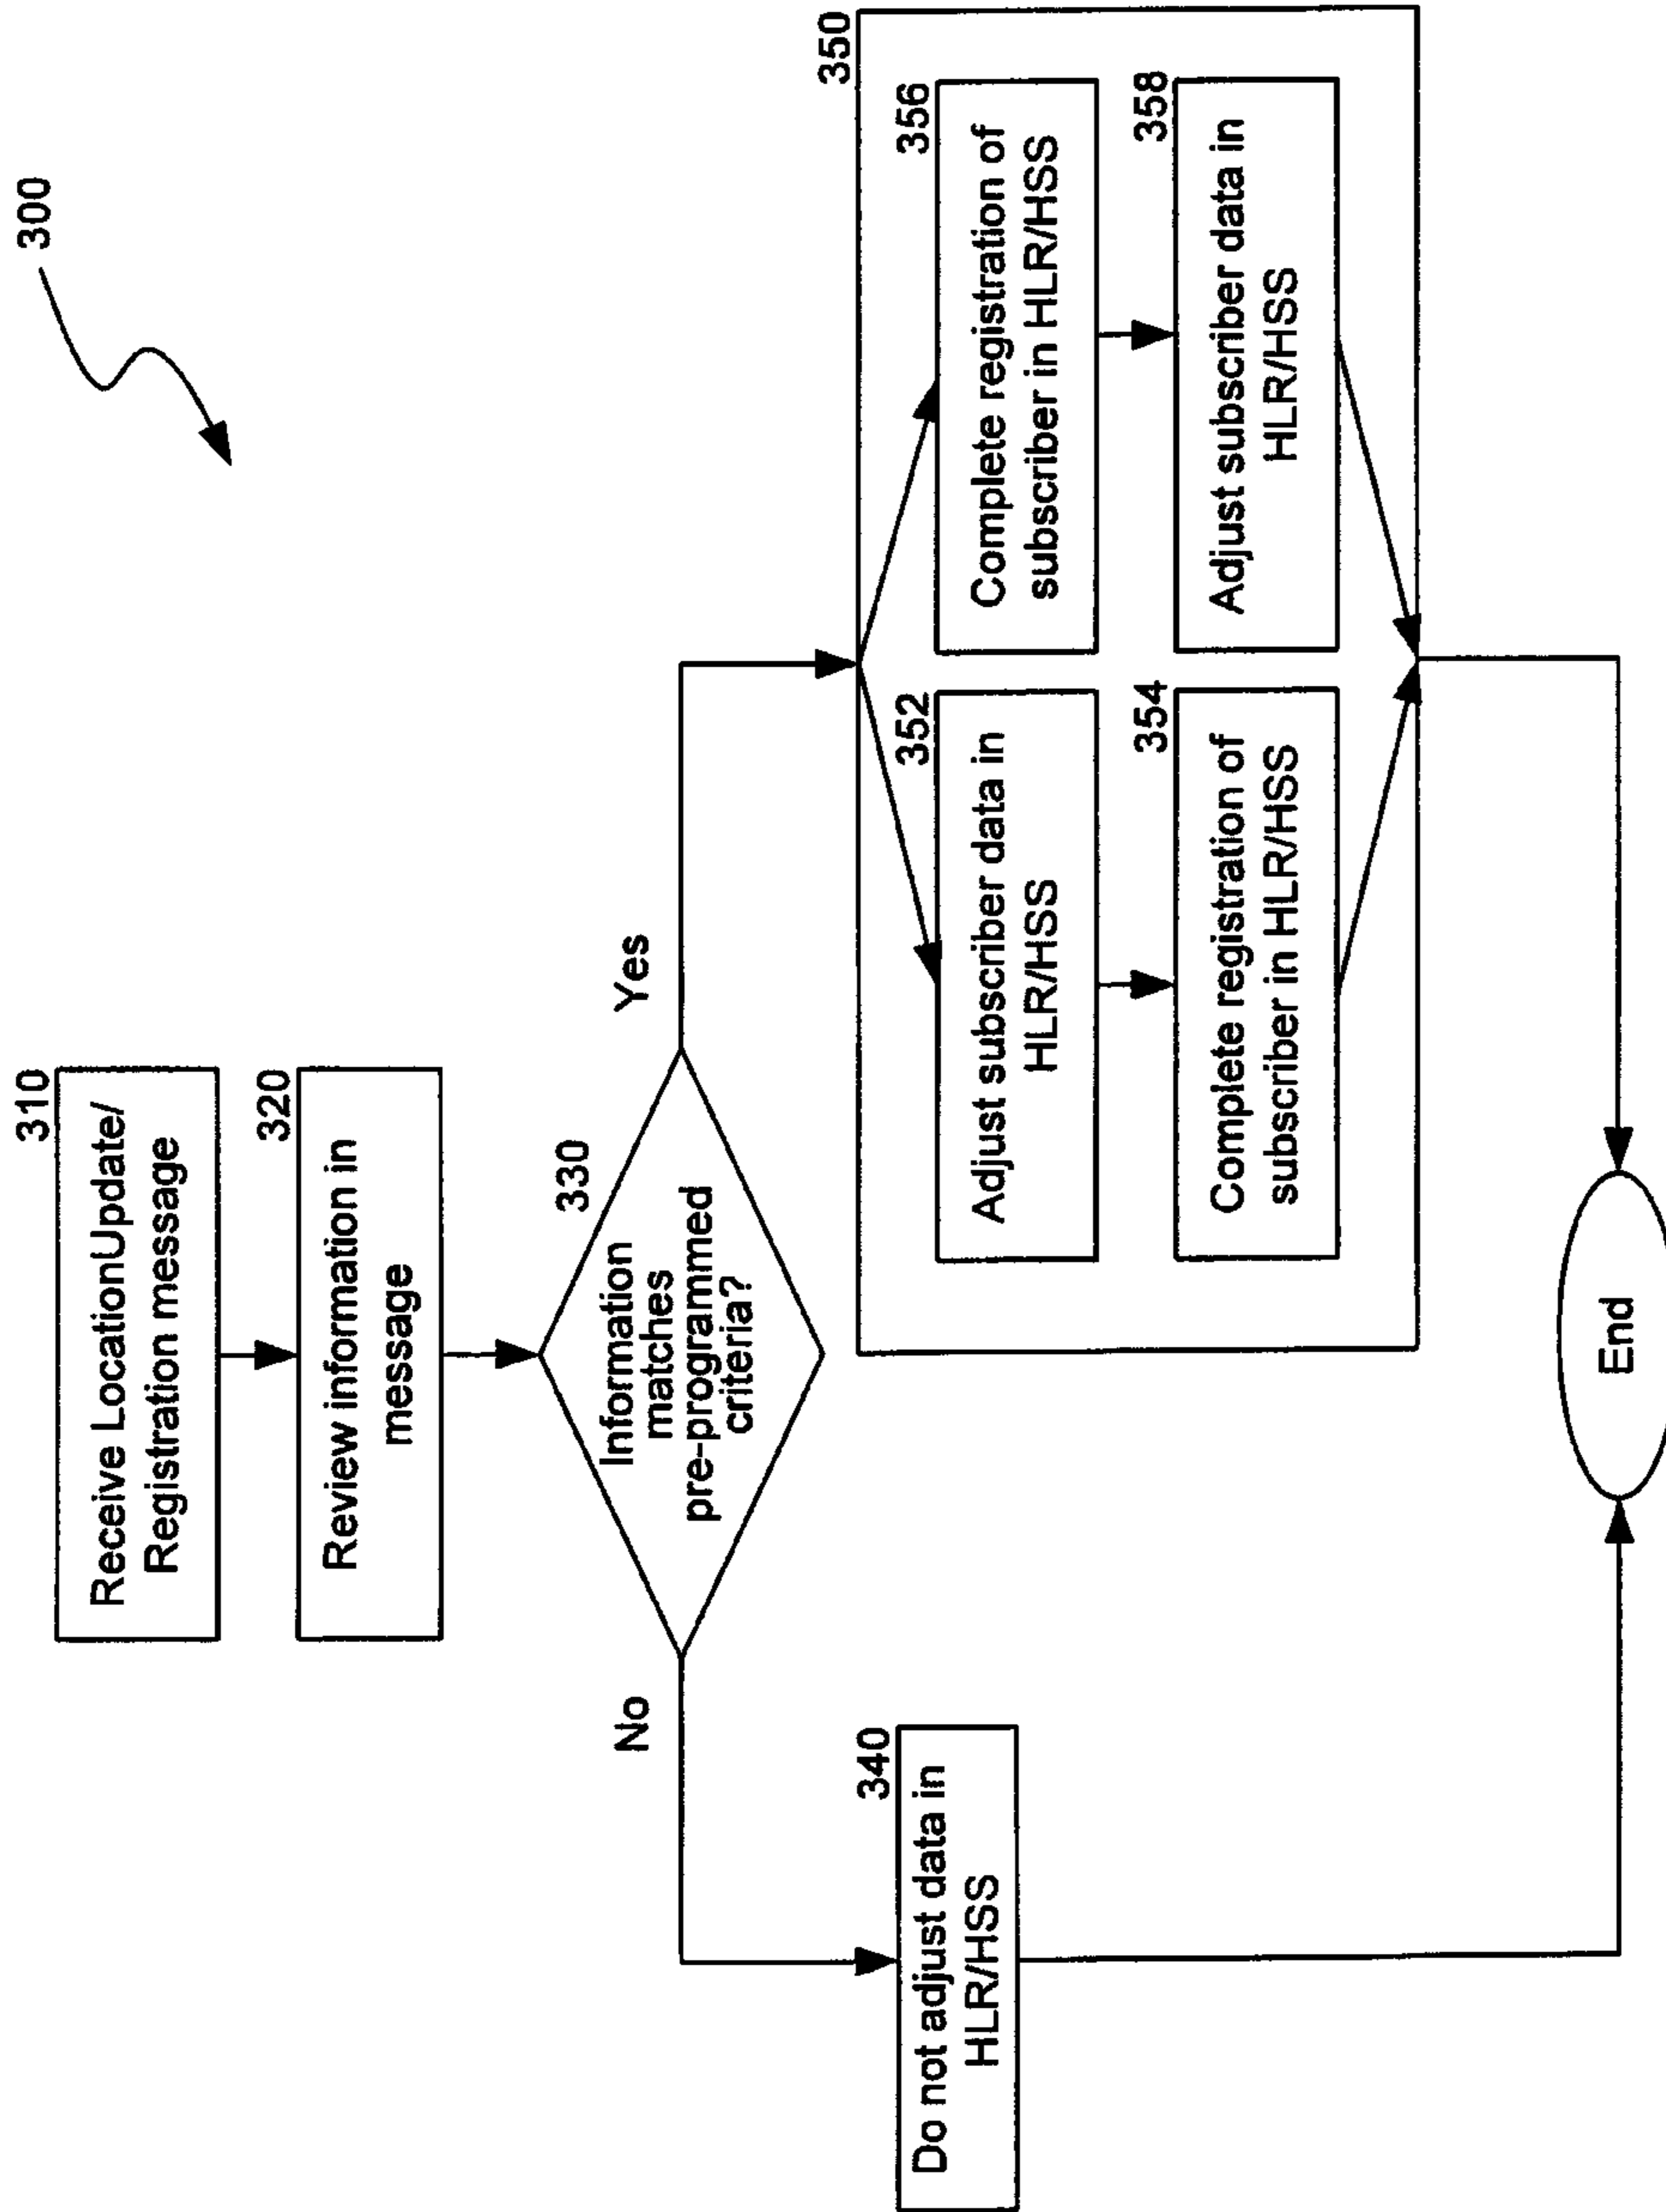 300
310
Receive LocationUpdate/
Registration message
320
Review information in
message
330
Information
matches
pre-programmed
criteria?
No
Yes
340
Do not adjust data in
HLR/HSS
350
352
Adjust subscriber data in
HLR/HSS
354
Complete registration of
subscriber in HLR/HSS
356
Complete registration of
subscriber in HLR/HSS
358
Adjust subscriber data in
HLR/HSS
End